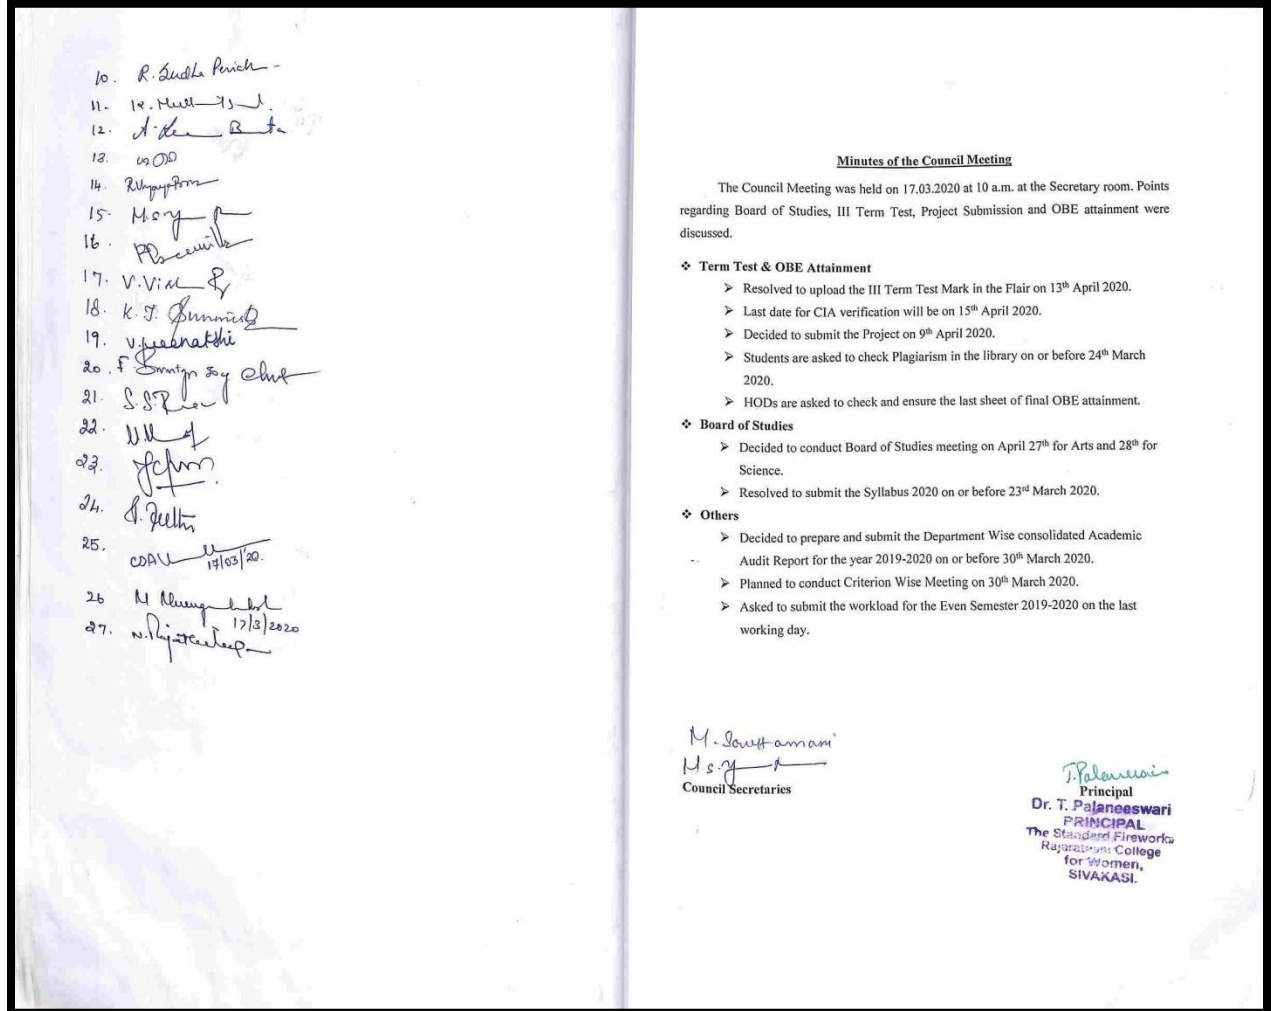 10. R. Sudha Periah
11.
12. A.
13.
14.
15.
16.
17. V.
18. K. J.
19. V. Meenakshi
20.
21. S. S.
22.
23.
24.
25.
17/03/'20.
26 M
17/3/2020
27.
Minutes of the Council Meeting
The Council Meeting was held on 17.03.2020 at 10 a.m. at the Secretary room. Points
regarding Board of Studies, III Term Test, Project Submission and OBE attainment were
discussed.
❖ Term Test & OBE Attainment
➢ Resolved to upload the III Term Test Mark in the Flair on 13th April 2020.
➢ Last date for CIA verification will be on 15th April 2020.
➢ Decided to submit the Project on 9th April 2020.
➢ Students are asked to check Plagiarism in the library on or before 24th March
2020.
➢ HODs are asked to check and ensure the last sheet of final OBE attainment.
❖ Board of Studies
➢ Decided to conduct Board of Studies meeting on April 27th for Arts and 28th for
Science.
➢ Resolved to submit the Syllabus 2020 on or before 23rd March 2020.
❖ Others
➢ Decided to prepare and submit the Department Wise consolidated Academic
Audit Report for the year 2019-2020 on or before 30th March 2020.
➢ Planned to conduct Criterion Wise Meeting on 30th March 2020.
➢ Asked to submit the workload for the Even Semester 2019-2020 on the last
working day.
M.
Council Secretaries
Principal
Dr. T. Palaneeswari
PRINCIPAL
The Standard Fireworks
Rajaratnam College
for Women,
SIVAKASI.